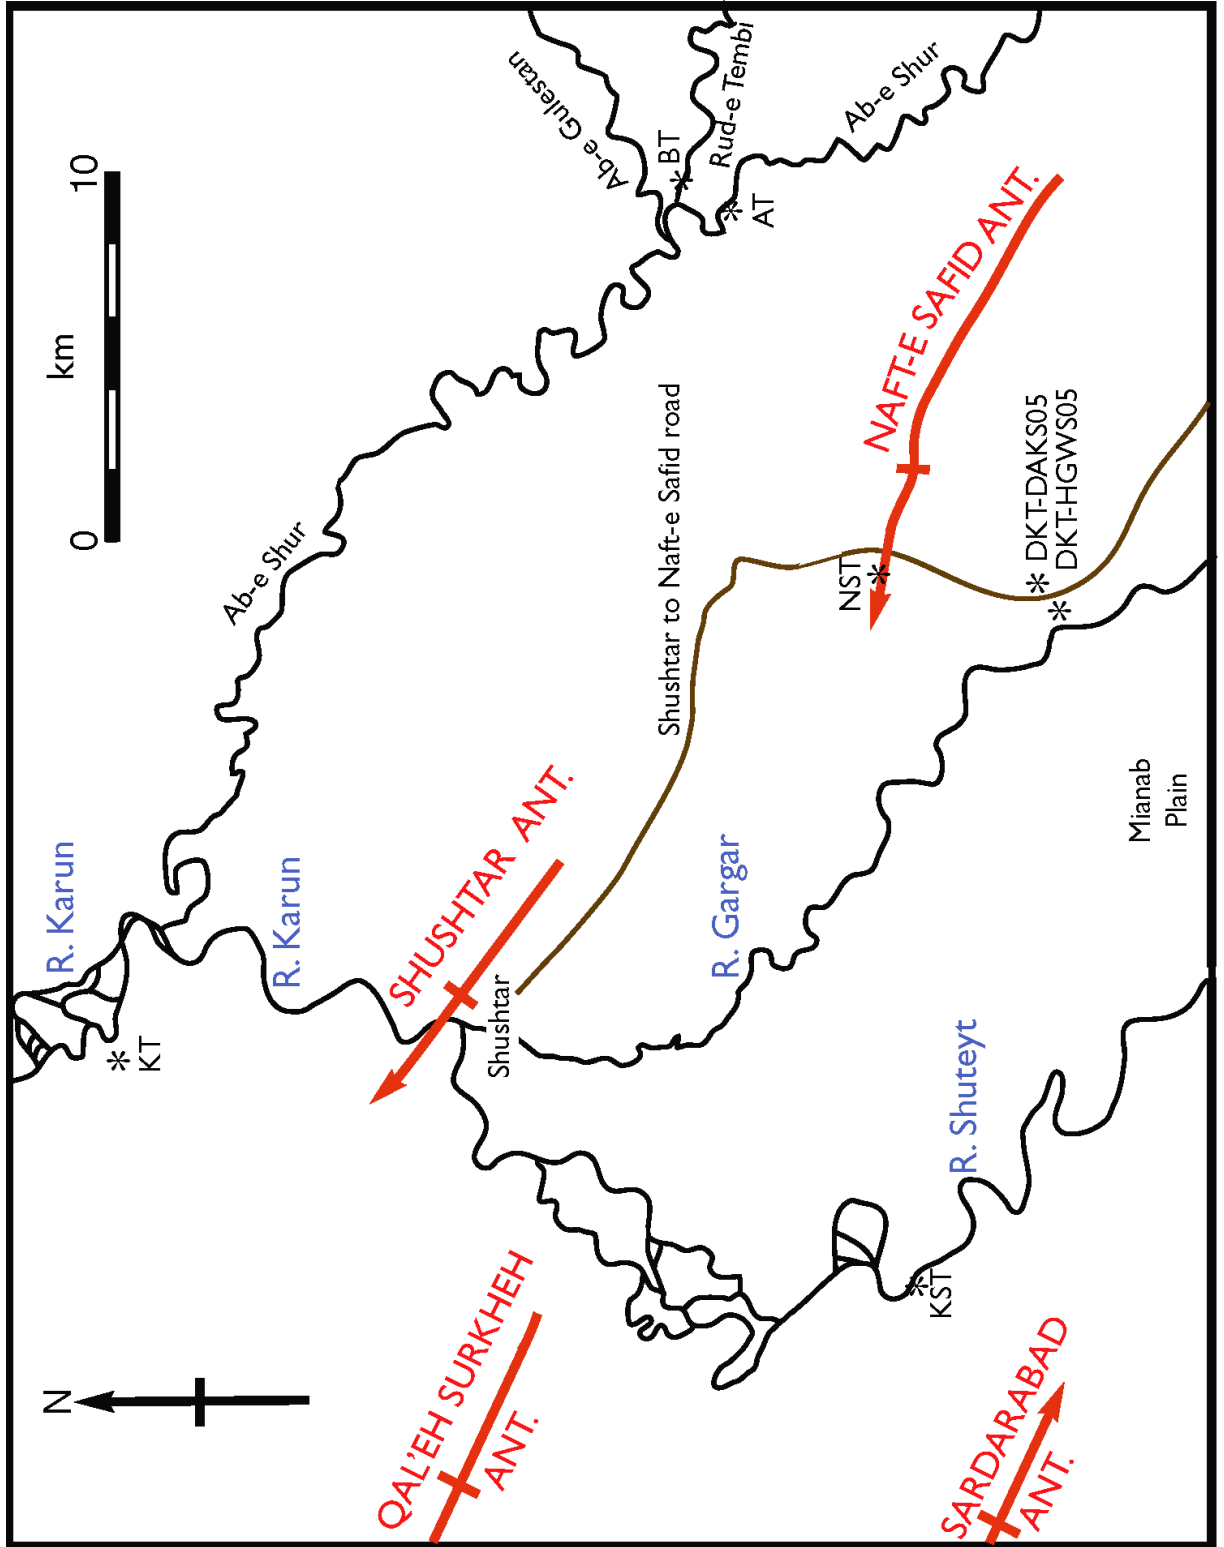 N
R. Karun
R. Karun
KT
km
0
10
Ab-e Shur
Ab-e Gulestan
BT
Rud-e Tembi
AT
Ab-e Shur
SHUSHTAR ANT.
Shushtar
Shushtar to Naft-e Safid road
NAFT-E SAFID ANT.
NST
DKT-DAKS05
DKT-HGWS05
R. Gargar
Mianab
Plain
R. Shuteyt
KST
QAL'EH SURKHEH
ANT.
SARDARABAD
ANT.